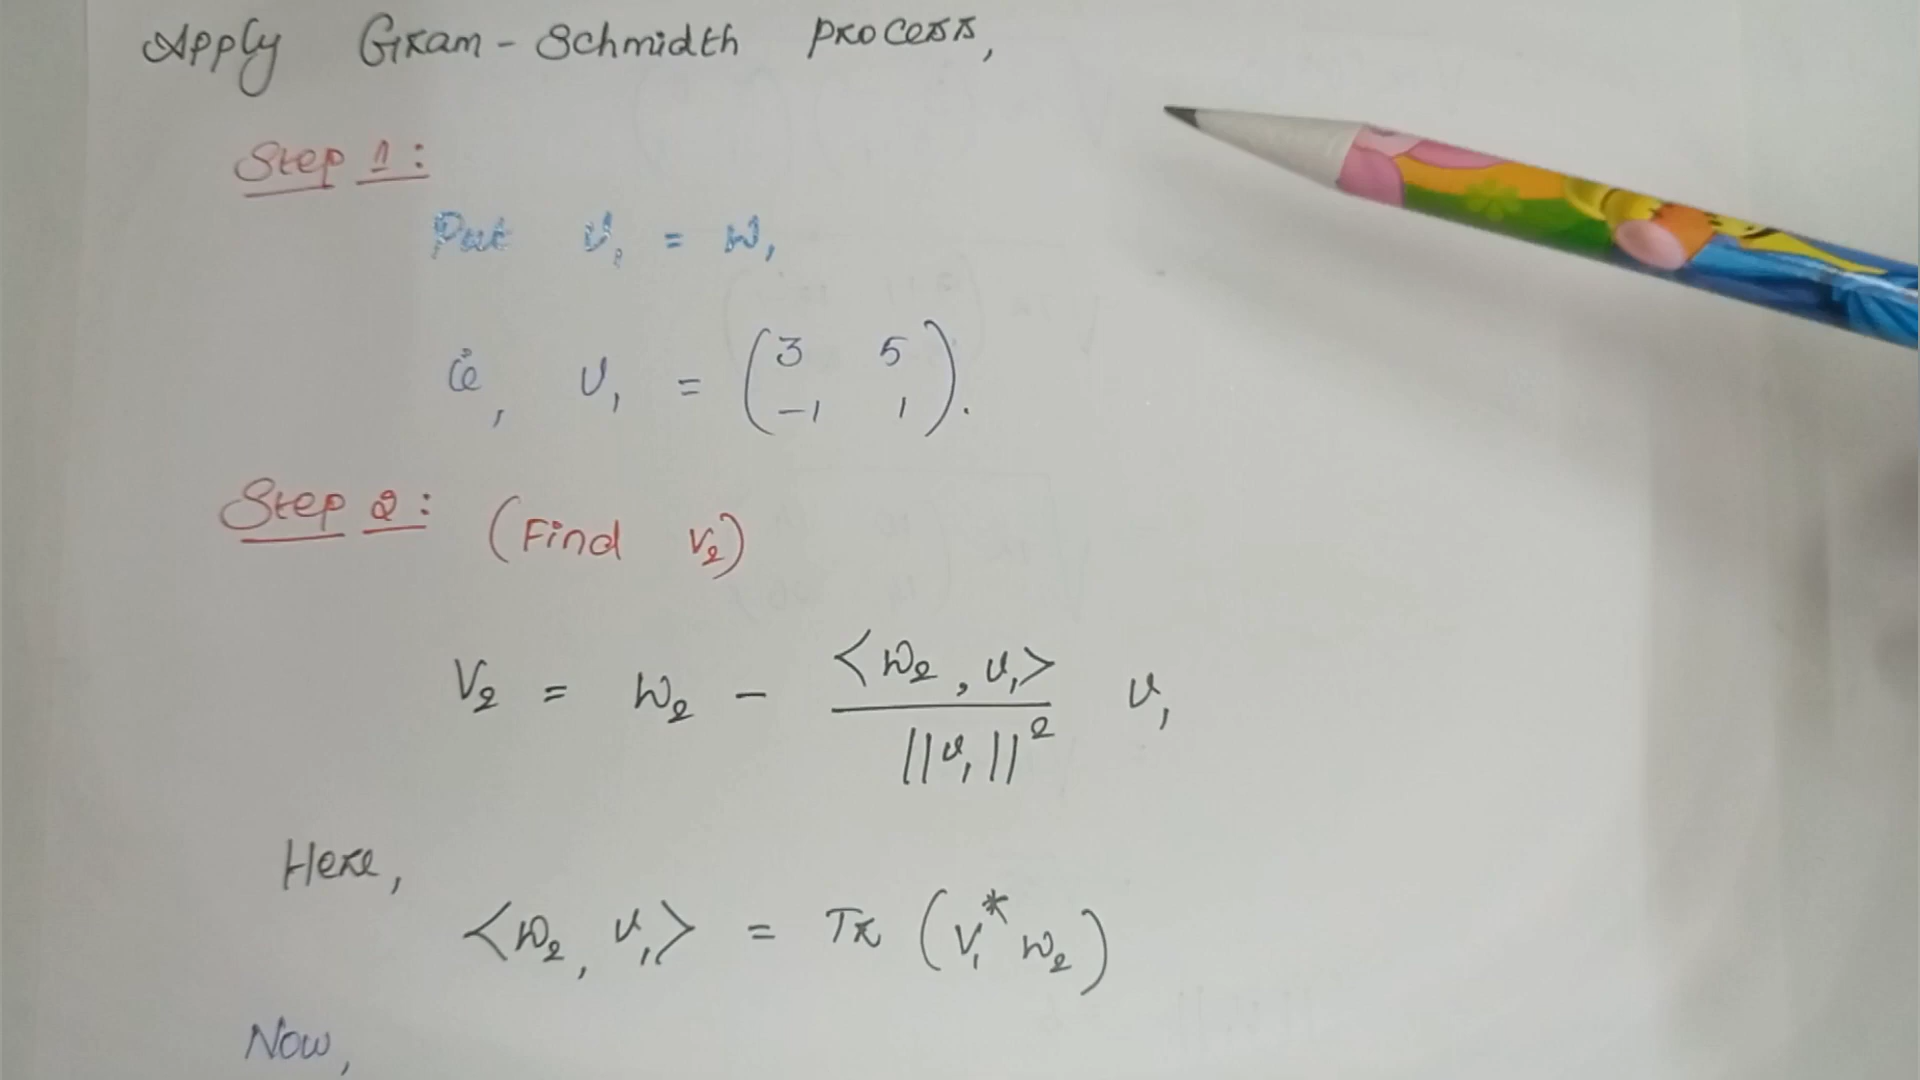 Apply Gram - Schmidth process,
Step 1:
Put v₁ = w₁
ie, v₁ = ( 3 5
-1 1 ).
Step 2: (Find v₂)
v₂ = w₂ - <w₂, v₁> / ||v₁||² v₁
Here,
<w₂, v₁> = Tr (v₁* w₂)
Now,